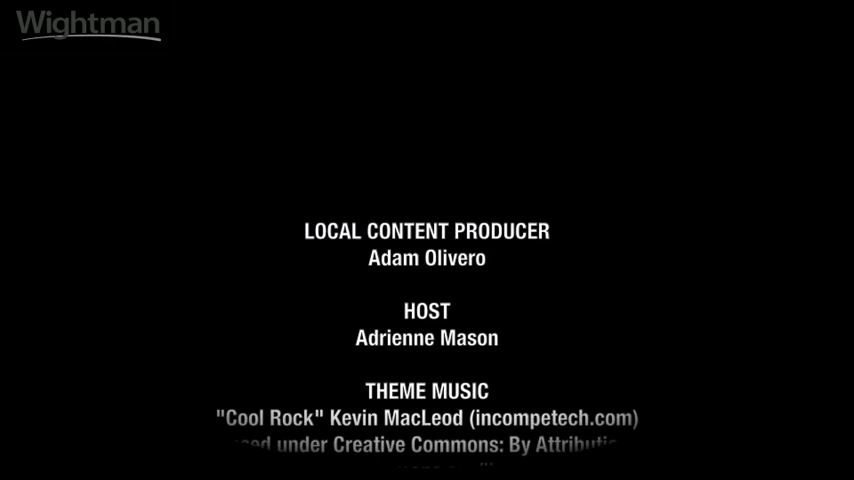 Wightman
LOCAL CONTENT PRODUCER
Adam Olivero
HOST
Adrienne Mason
THEME MUSIC
"Cool Rock" Kevin MacLeod (incompetech.com)
under Creative Commons: By